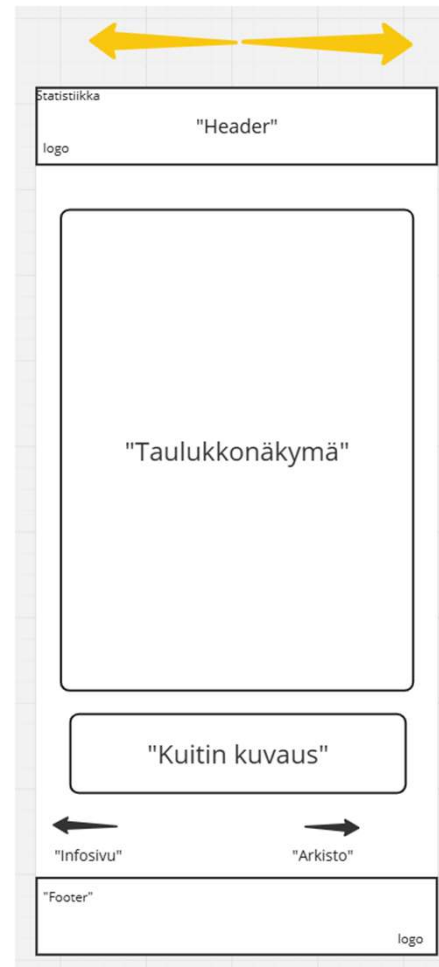 Statistiikka
"Header"
logo
"Taulukkonäkymä"
"Kuitin kuvaus"
"Infosivu" "Arkisto"
"Footer"
logo